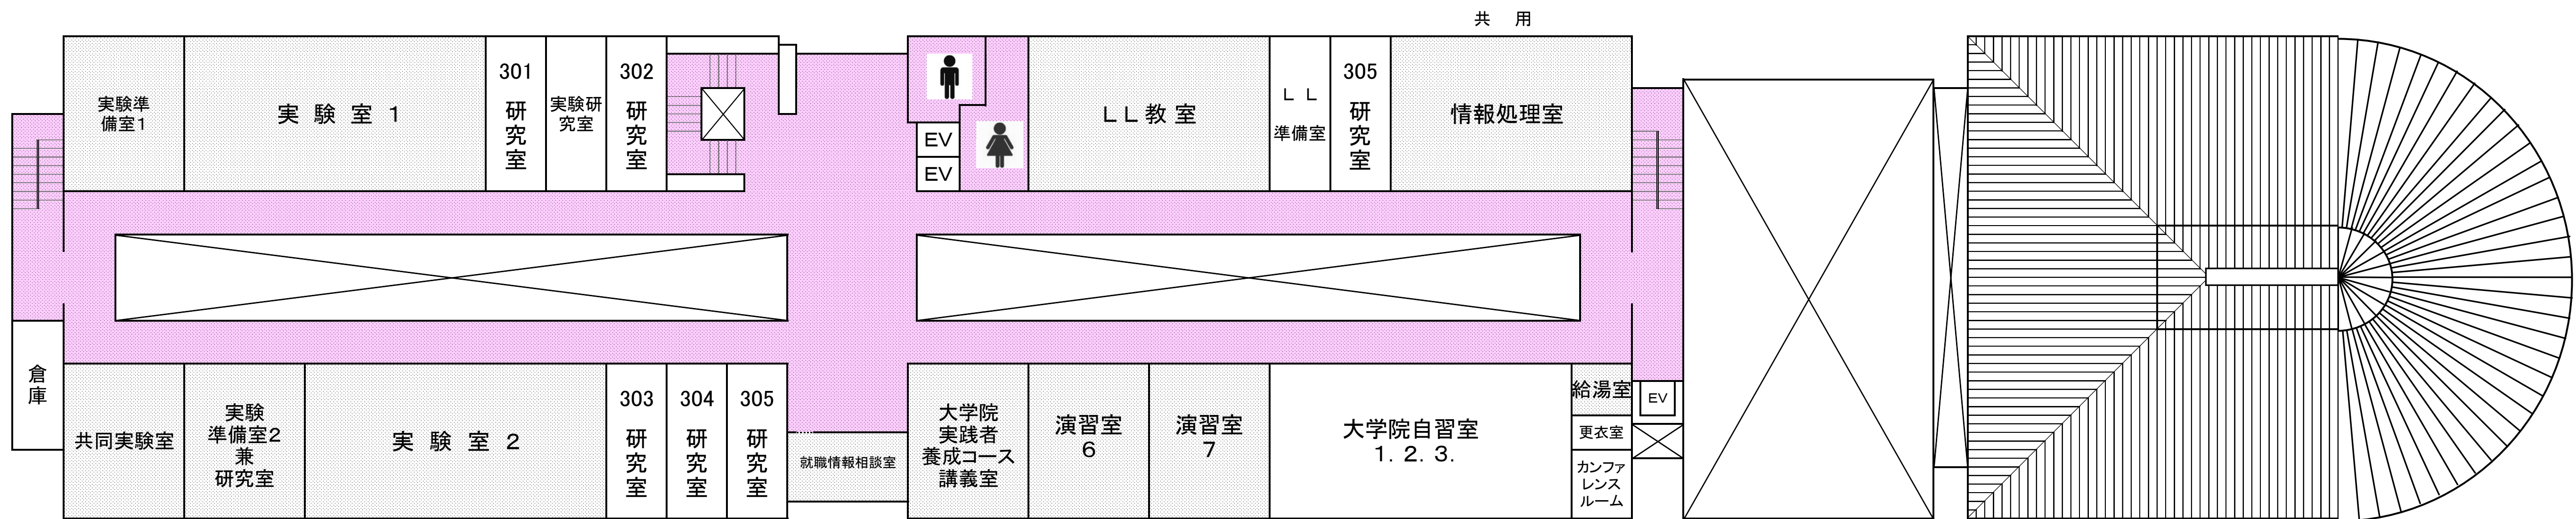 共 用
実験準
備室1
実 験 室 1
301
研
究
室
実験研
究室
302
研
究
室
EV
EV
LL教室
L L
準備室
305
研
究
室
情報処理室
倉
庫
共同実験室
実験
準備室2
兼
研究室
実 験 室 2
303
研
究
室
304
研
究
室
305
研
究
室
就職情報相談室
大学院
実践者
養成コース
講義室
演習室
6
演習室
7
大学院自習室
1. 2. 3.
給湯室
更衣室
カンファ
レンス
ルーム
EV